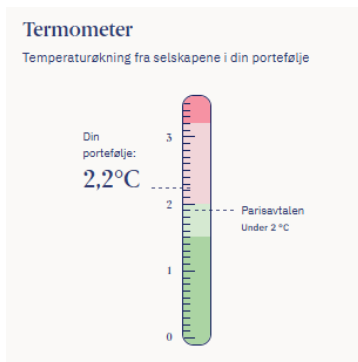 Termometer
Temperaturøkning fra selskapene i din portefølje
Din
portefølje:
2,2°C
3
2
Parisavtalen
Under 2 °C
1
0